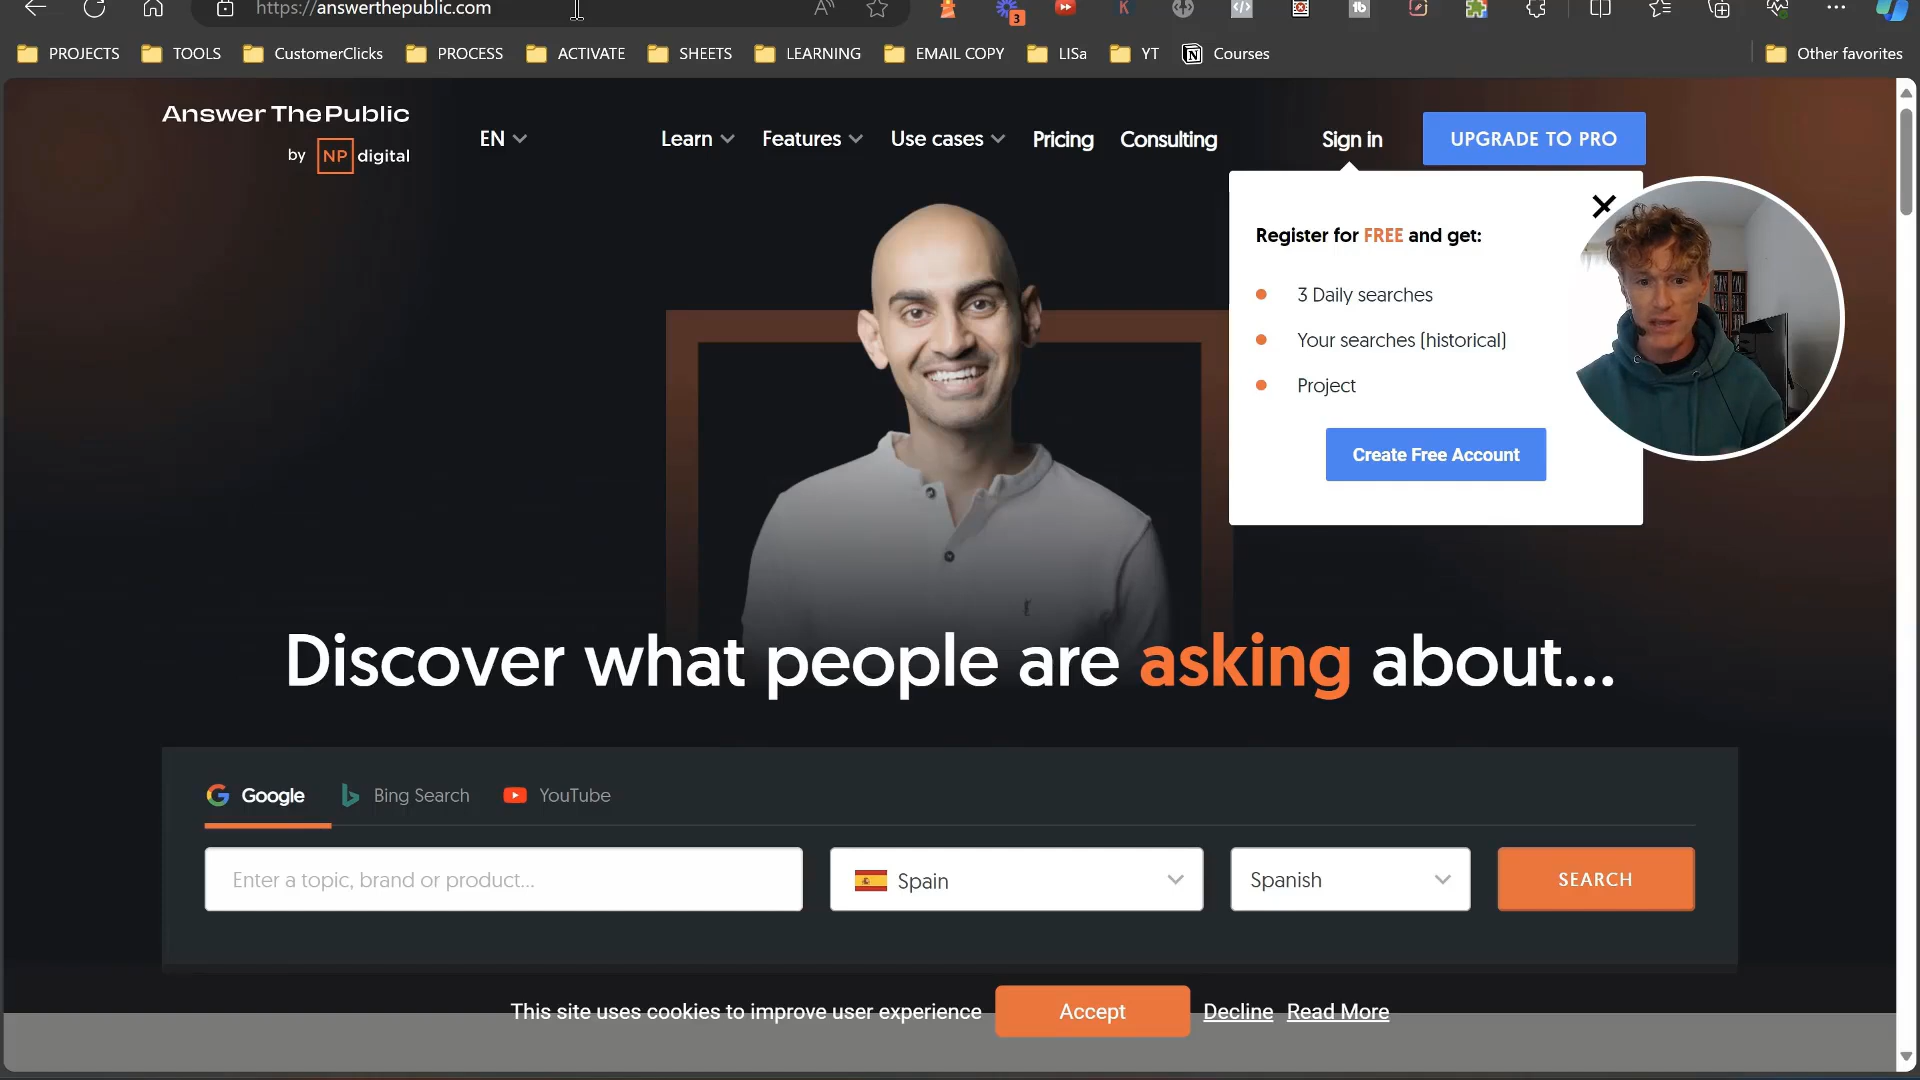 https://answerthepublic.com
3
PROJECTS TOOLS CustomerClicks PROCESS ACTIVATE SHEETS LEARNING EMAIL COPY LISa YT Courses Other favorites
Answer ThePublic
by NP digital
EN Learn Features Use cases Pricing Consulting Sign in UPGRADE TO PRO
Register for FREE and get:
3 Daily searches
Your searches (historical)
Project
Create Free Account
Discover what people are asking about...
Google Bing Search YouTube
Enter a topic, brand or product... Spain Spanish SEARCH
This site uses cookies to improve user experience Accept Decline Read More